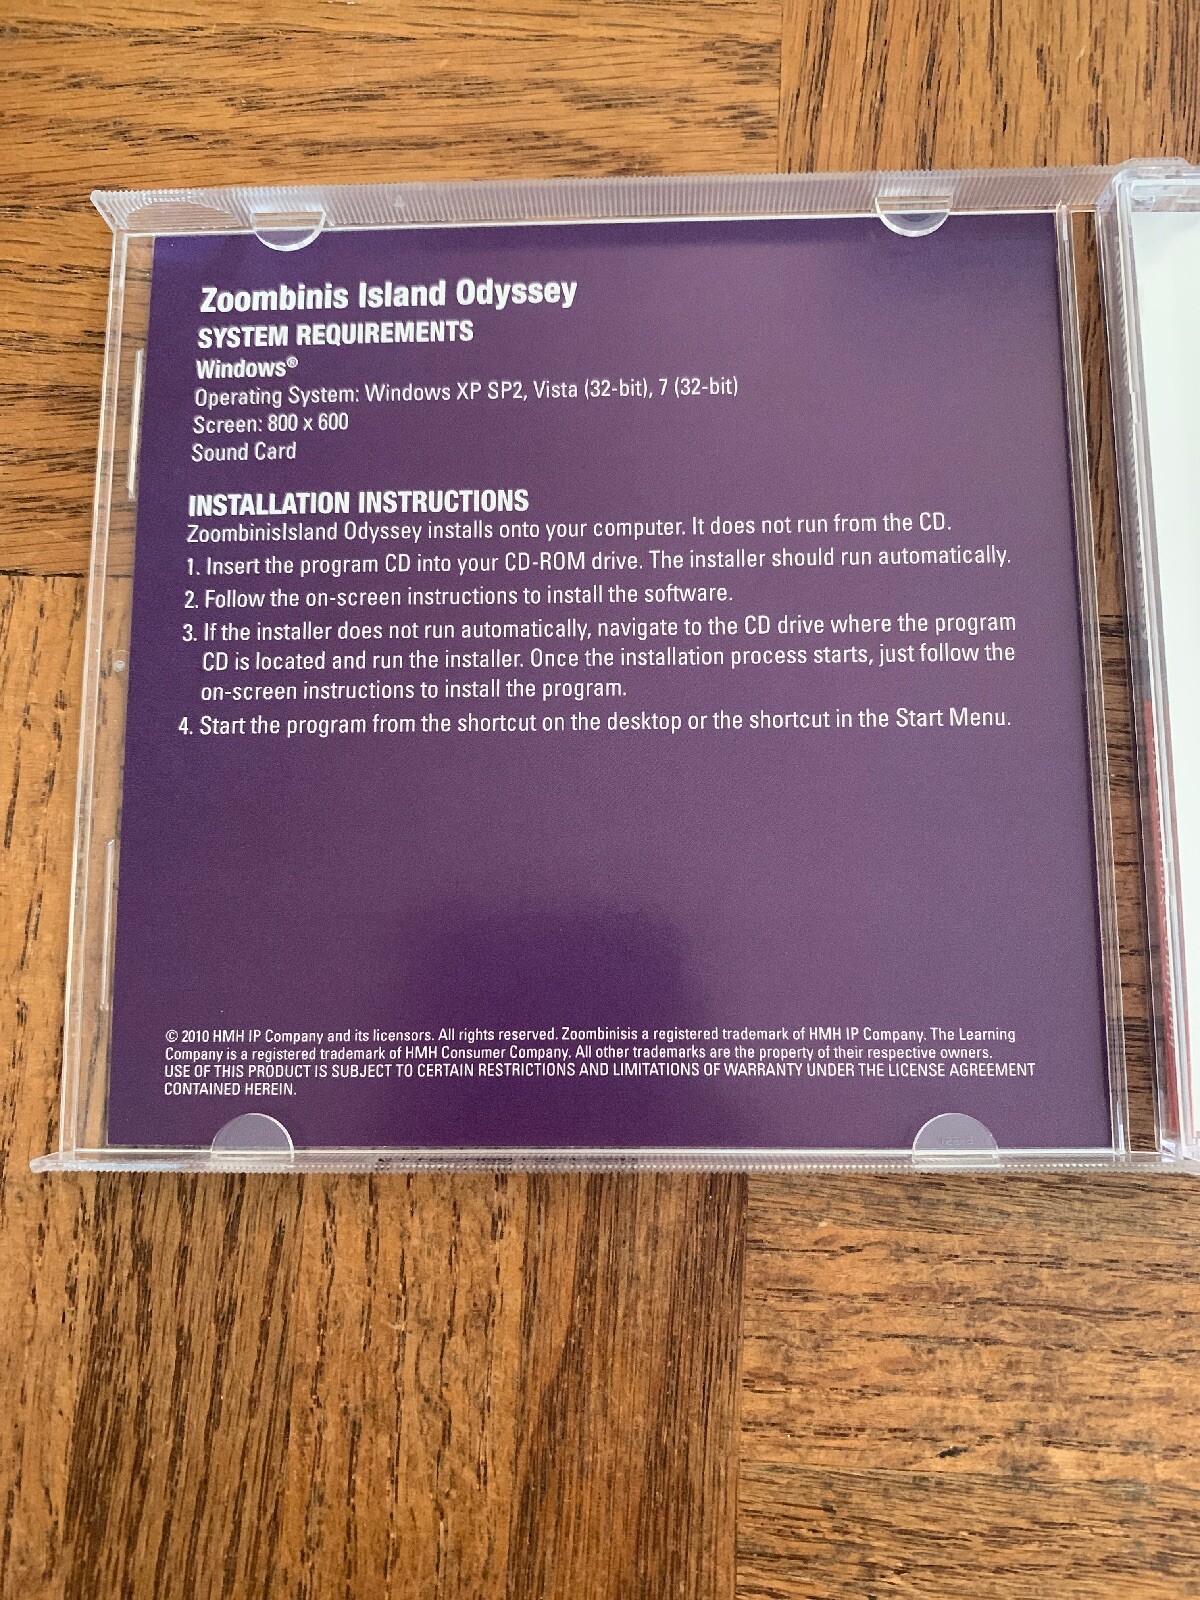 Zoombinis Island Odyssey
SYSTEM REQUIREMENTS
Windows®
Operating System: Windows XP SP2, Vista (32-bit), 7 (32-bit)
Screen: 800 x 600
Sound Card
INSTALLATION INSTRUCTIONS
ZoombinisIsland Odyssey installs onto your computer. It does not run from the CD.
1. Insert the program CD into your CD-ROM drive. The installer should run automatically.
2. Follow the on-screen instructions to install the software.
3. If the installer does not run automatically, navigate to the CD drive where the program
CD is located and run the installer. Once the installation process starts, just follow the
on-screen instructions to install the program.
4. Start the program from the shortcut on the desktop or the shortcut in the Start Menu.
© 2010 HMH IP Company and its licensors. All rights reserved. Zoombinisis a registered trademark of HMH IP Company. The Learning
Company is a registered trademark of HMH Consumer Company. All other trademarks are the property of their respective owners.
USE OF THIS PRODUCT IS SUBJECT TO CERTAIN RESTRICTIONS AND LIMITATIONS OF WARRANTY UNDER THE LICENSE AGREEMENT
CONTAINED HEREIN.